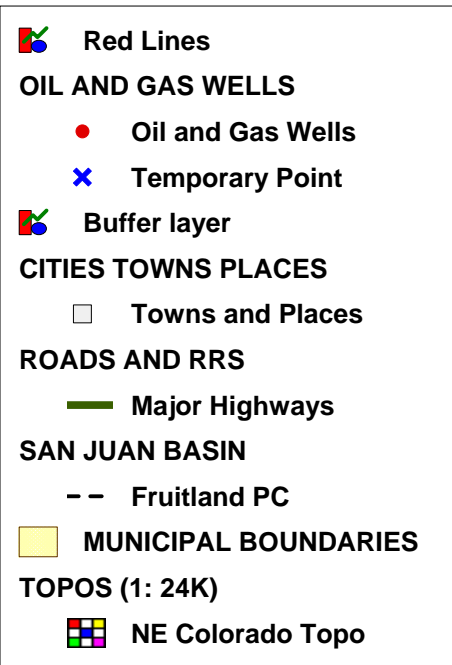 Red Lines
OIL AND GAS WELLS
Oil and Gas Wells
Temporary Point
Buffer layer
CITIES TOWNS PLACES
Towns and Places
ROADS AND RRS
Major Highways
SAN JUAN BASIN
Fruitland PC
MUNICIPAL BOUNDARIES
TOPOS (1: 24K)
NE Colorado Topo